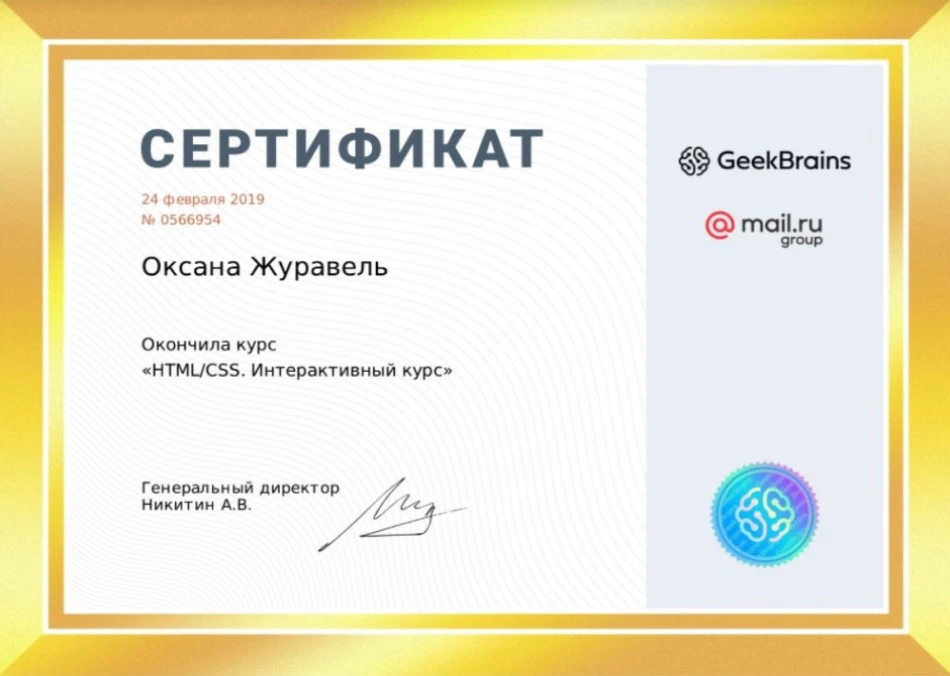 СЕРТИФИКАТ
24 февраля 2019
№ 0566954
Оксана Журавель
Окончила курс
«HTML/CSS. Интерактивный курс»
Генеральный директор
Никитин А.В.
GeekBrains
@mail.ru
group